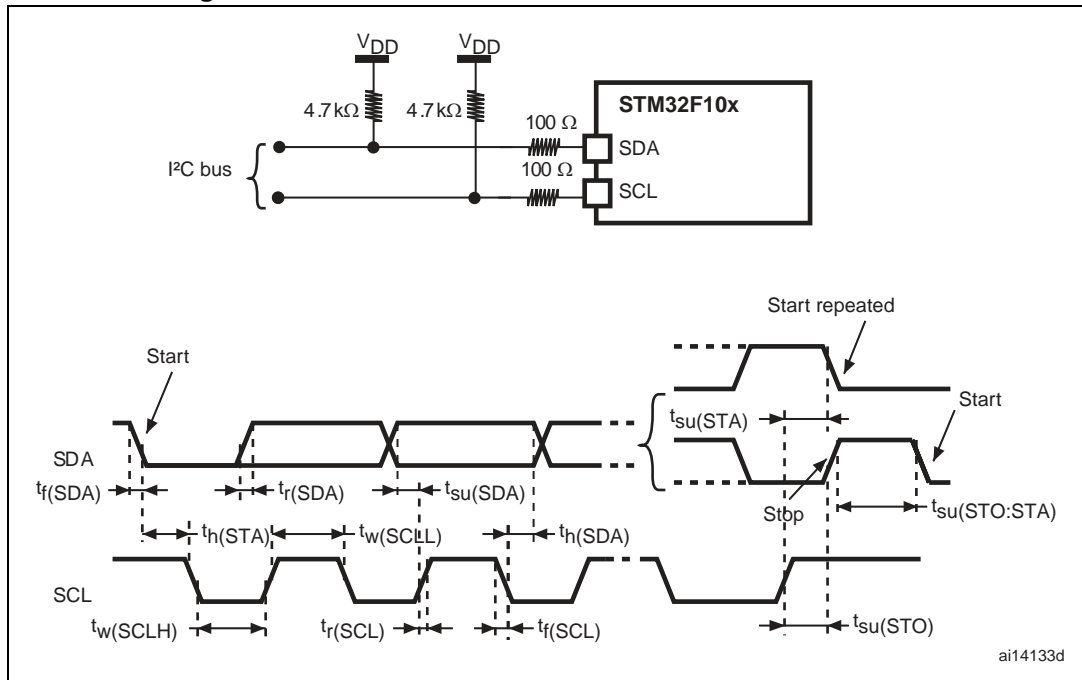 VDD VDD
4.7kΩ 4.7kΩ
STM32F10x
100 Ω
SDA
I²C bus
100 Ω
SCL
Start repeated
Start
Start
tsu(STA)
SDA
tf(SDA) tr(SDA) tsu(SDA)
Stop tsu(STO:STA)
th(STA) tw(SCLL) th(SDA)
SCL
tw(SCLH) tr(SCL) tf(SCL) tsu(STO)
ai14133d